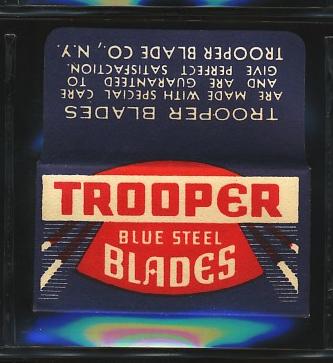 TROOPER BLADES
ARE MADE WITH SPECIAL CARE
AND ARE GUARANTEED TO
GIVE PERFECT SATISFACTION.
TROOPER BLADE CO., N.Y.
TROOPER
BLUE STEEL
BLADES